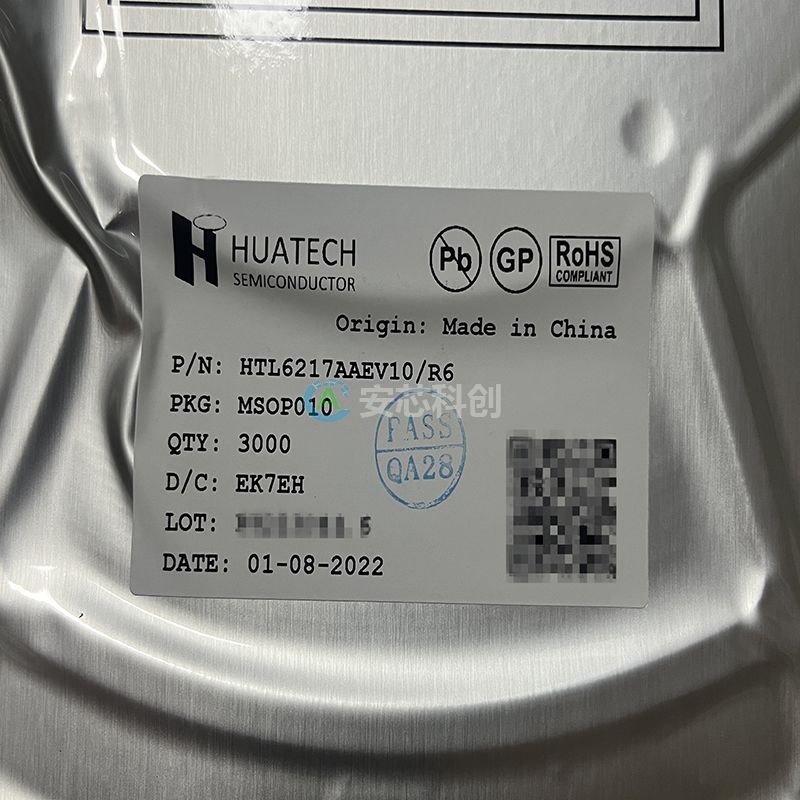 HUATECH
SEMICONDUCTOR
Pb
GP
RoHS
COMPLIANT
Origin: Made in China
P/N: HTL6217AAEV10/R6
PKG: MSOP010
安芯科创
QTY: 3000
PASS
QA28
D/C: EK7EH
LOT:
DATE: 01-08-2022